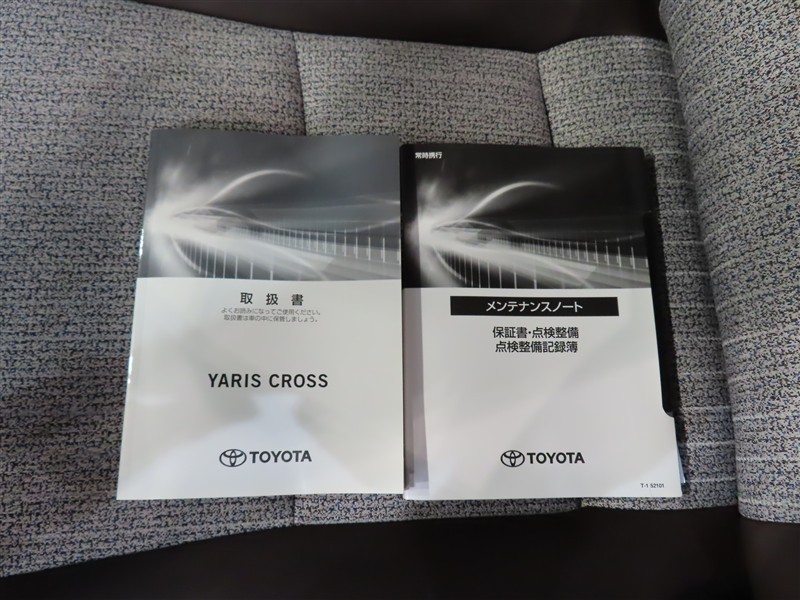 取扱書
よくお読みになってご使用ください。
取扱書は車の中に保管しましょう。
YARIS CROSS
TOYOTA
常時携行
メンテナンスノート
保証書・点検整備
点検整備記録簿
TOYOTA
T-1 52101